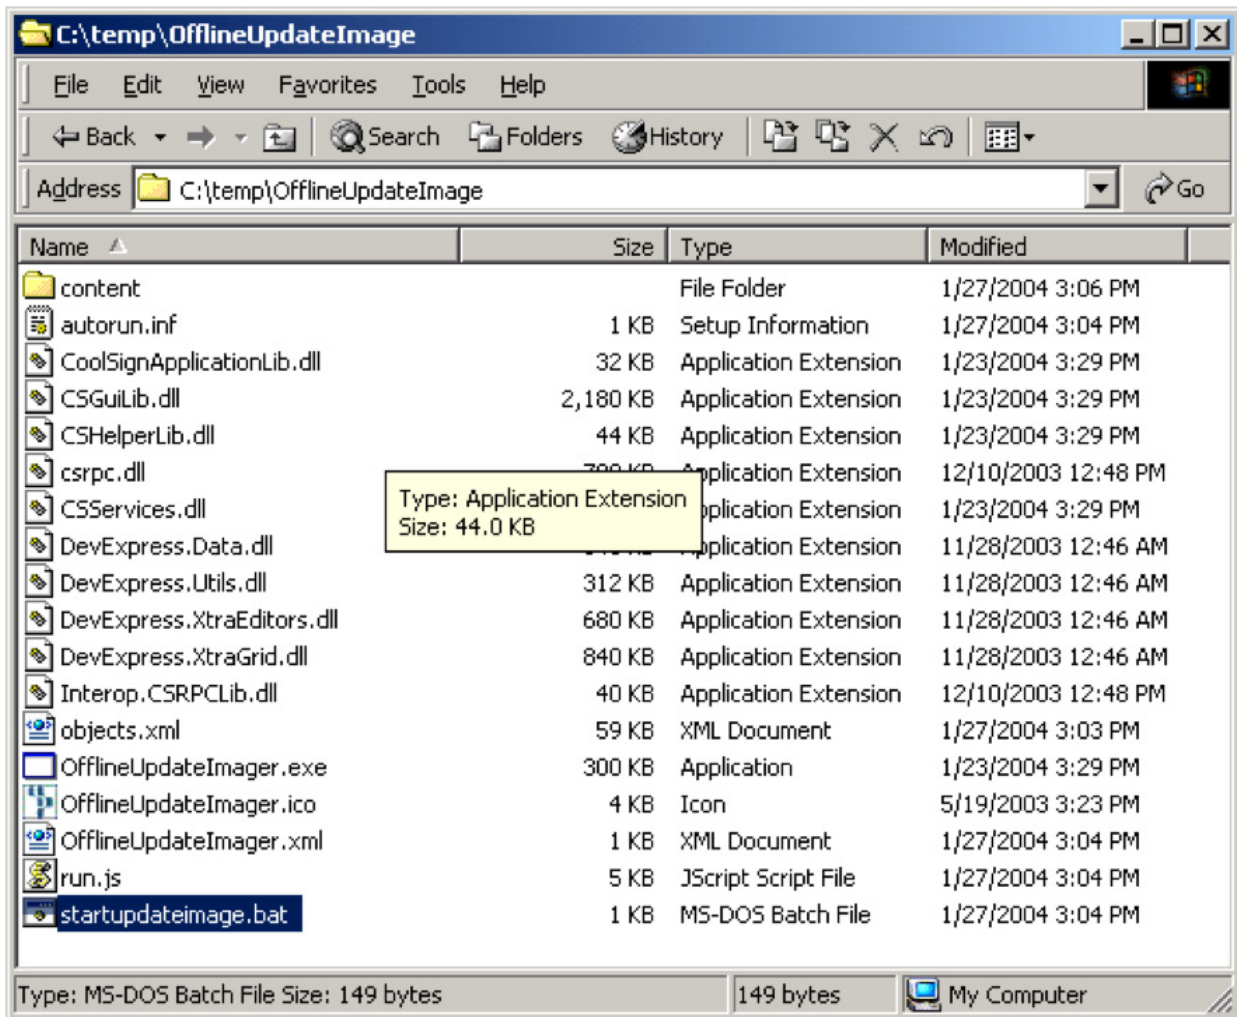 C:\temp\OfflineUpdateImage
File Edit View Favorites Tools Help
Back Search Folders History
Address C:\temp\OfflineUpdateImage Go
Name Size Type Modified
content File Folder 1/27/2004 3:06 PM
autorun.inf 1 KB Setup Information 1/27/2004 3:04 PM
CoolSignApplicationLib.dll 32 KB Application Extension 1/23/2004 3:29 PM
CSGuiLib.dll 2,180 KB Application Extension 1/23/2004 3:29 PM
CSHelperLib.dll 44 KB Application Extension 1/23/2004 3:29 PM
csrpc.dll Application Extension 12/10/2003 12:48 PM
Type: Application Extension
CSServices.dll Extension 1/23/2004 3:29 PM
Size: 44.0 KB
DevExpress.Data.dll Application Extension 11/28/2003 12:46 AM
DevExpress.Utils.dll 312 KB Application Extension 11/28/2003 12:46 AM
DevExpress.XtraEditors.dll 680 KB Application Extension 11/28/2003 12:46 AM
DevExpress.XtraGrid.dll 840 KB Application Extension 11/28/2003 12:46 AM
Interop.CSRPCLib.dll 40 KB Application Extension 12/10/2003 12:48 PM
objects.xml 59 KB XML Document 1/27/2004 3:03 PM
OfflineUpdateImager.exe 300 KB Application 1/23/2004 3:29 PM
OfflineUpdateImager.ico 4 KB Icon 5/19/2003 3:23 PM
OfflineUpdateImager.xml 1 KB XML Document 1/27/2004 3:04 PM
run.js 5 KB JScript Script File 1/27/2004 3:04 PM
startupdateimage.bat 1 KB MS-DOS Batch File 1/27/2004 3:04 PM
Type: MS-DOS Batch File Size: 149 bytes 149 bytes My Computer